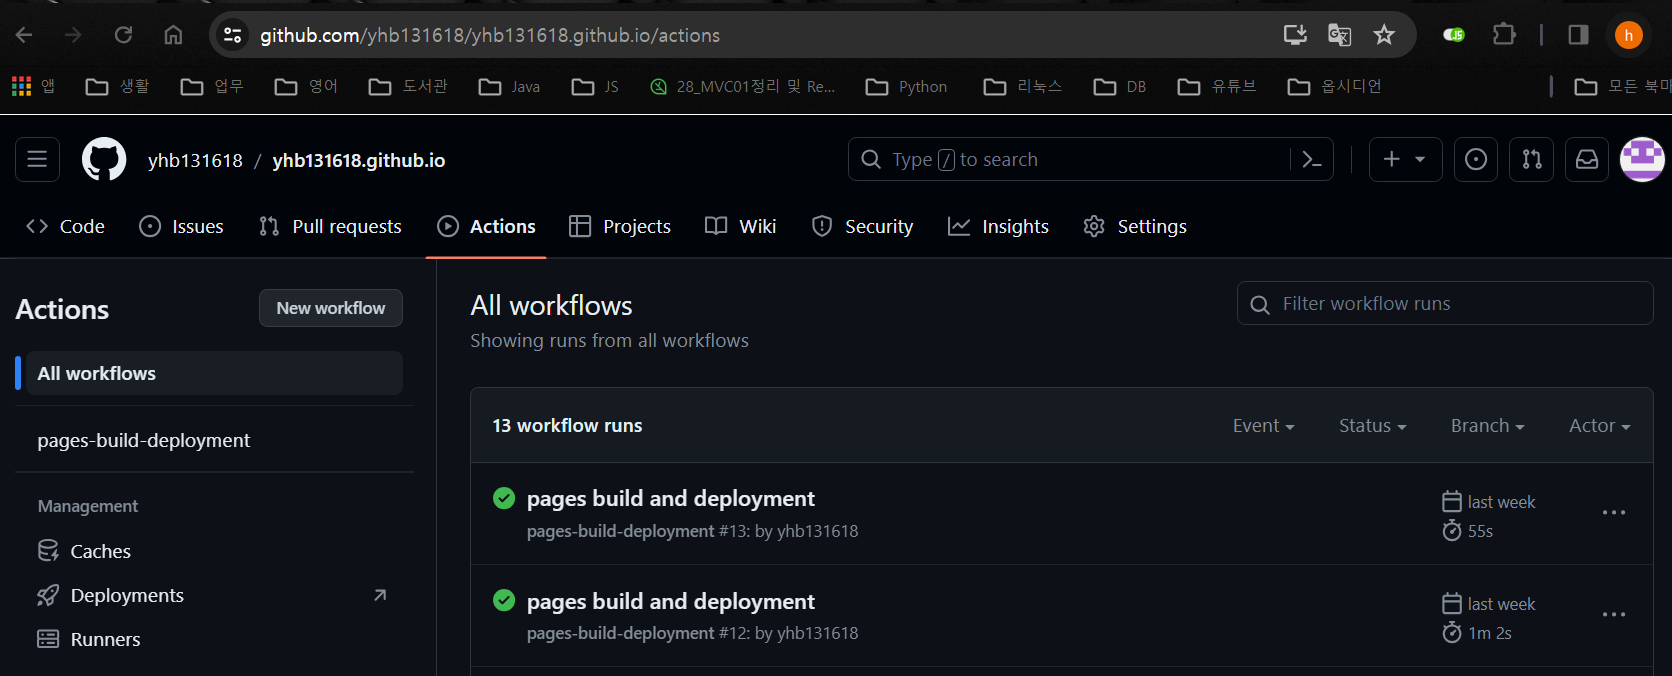 github.com/yhb131618/yhb131618.github.io/actions
JS
h
앱 생활 업무 영어 도서관 Java JS 28_MVC01정리 및 Re... Python 리눅스 DB 유튜브 옵시디언 모든 북마
yhb131618 / yhb131618.github.io
Type / to search
Code Issues Pull requests Actions Projects Wiki Security Insights Settings
Actions
New workflow
All workflows
pages-build-deployment
Management
Caches
Deployments
Runners
All workflows
Showing runs from all workflows
Filter workflow runs
13 workflow runs
Event Status Branch Actor
pages build and deployment
pages-build-deployment #13: by yhb131618
last week
55s
pages build and deployment
pages-build-deployment #12: by yhb131618
last week
1m 2s